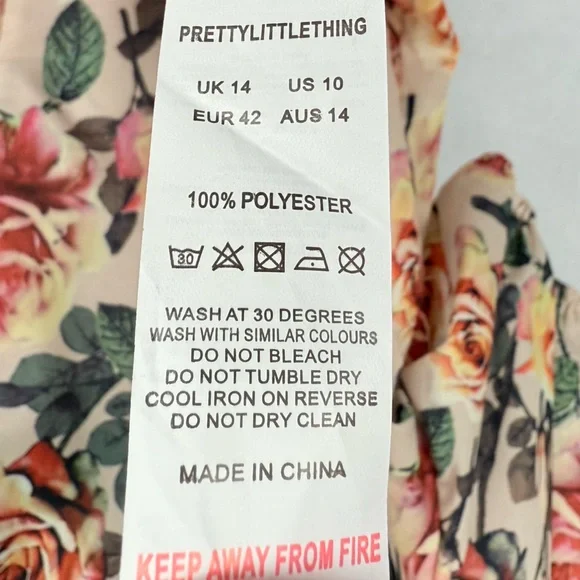 PRETTYLITTLETHING
UK 14 US 10
EUR 42 AUS 14
100% POLYESTER
30
WASH AT 30 DEGREES
WASH WITH SIMILAR COLOURS
DO NOT BLEACH
DO NOT TUMBLE DRY
COOL IRON ON REVERSE
DO NOT DRY CLEAN
MADE IN CHINA
KEEP AWAY FROM FIRE